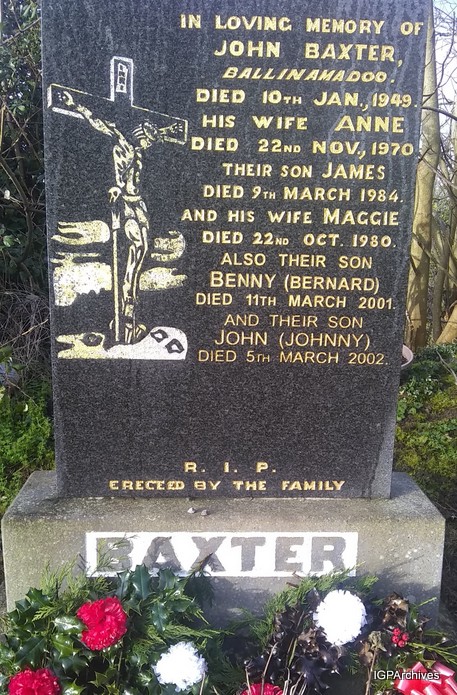 IN LOVING MEMORY OF
JOHN BAXTER,
BALLINAMADOO.
DIED 10TH JAN., 1949.
HIS WIFE ANNE
DIED 22ND NOV., 1970
THEIR SON JAMES
DIED 9TH MARCH 1984.
AND HIS WIFE MAGGIE
DIED 22ND OCT. 1980.
ALSO THEIR SON
BENNY (BERNARD)
DIED 11TH MARCH 2001.
AND THEIR SON
JOHN (JOHNNY)
DIED 5TH MARCH 2002.
R. I. P.
ERECTED BY THE FAMILY
BAXTER
IGPArchives